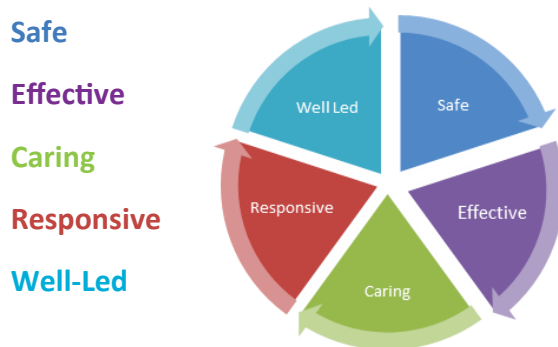 Safe
Effective
Caring
Responsive
Well-Led
Well Led
Safe
Responsive
Effective
Caring